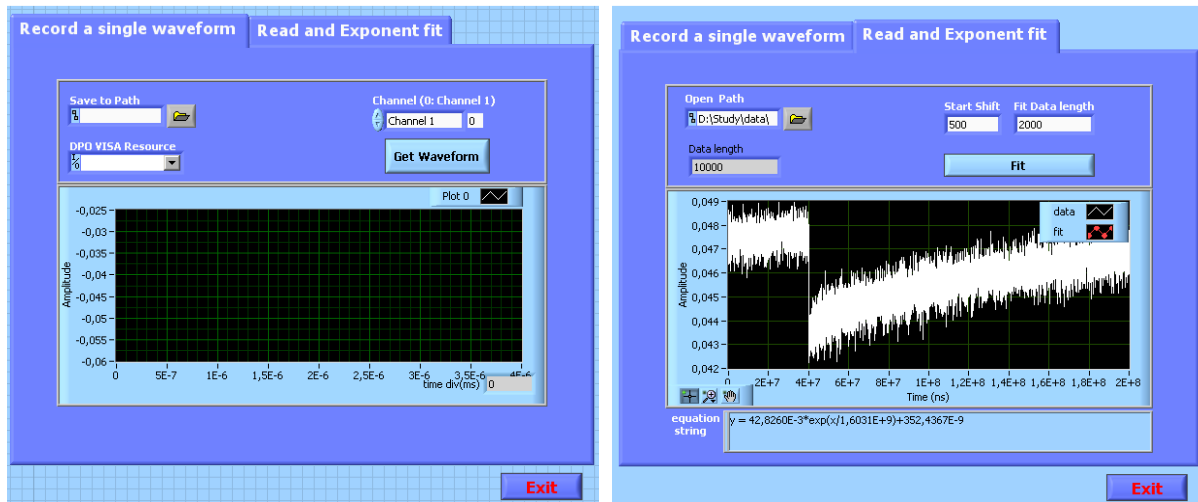 Record a single waveform
Read and Exponent fit
Save to Path
DPO VISA Resource
Channel (0: Channel 1)
Channel 1
0
Get Waveform
Plot 0
Amplitude
-0,025
-0,03
-0,035
-0,04
-0,045
-0,05
-0,055
-0,06
0 5E-7 1E-6 1,5E-6 2E-6 2,5E-6 3E-6 3,5E-6 4E-6
time div(ms) 0
Exit
Record a single waveform
Read and Exponent fit
Open Path
D:\Study\data\
Start Shift
500
Fit Data length
2000
Data length
10000
Fit
data
fit
Amplitude
0,049
0,048
0,047
0,046
0,045
0,044
0,043
0,042
0 2E+7 4E+7 6E+7 8E+7 1E+8 1,2E+8 1,4E+8 1,6E+8 1,8E+8 2E+8
Time (ns)
equation
string
y = 42,8260E-3*exp(x/1,6031E+9)+352,4367E-9
Exit